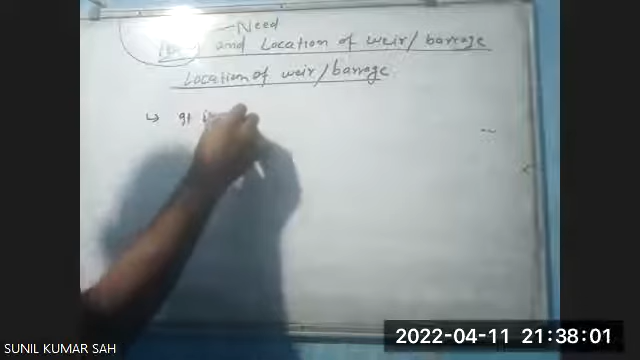 Need
and Location of weir/barrage
Location of weir/barrage
→ It
SUNIL KUMAR SAH
2022-04-11 21:38:01